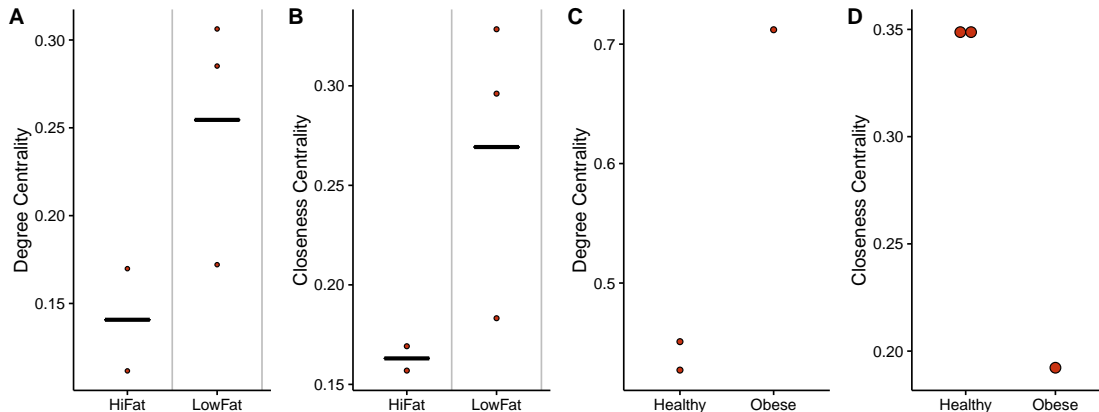 A
Degree Centrality
0.30
0.25
0.20
0.15
HiFat LowFat
B
Closeness Centrality
0.30
0.25
0.20
0.15
HiFat LowFat
C
Degree Centrality
0.7
0.6
0.5
Healthy Obese
D
Closeness Centrality
0.35
0.30
0.25
0.20
Healthy Obese